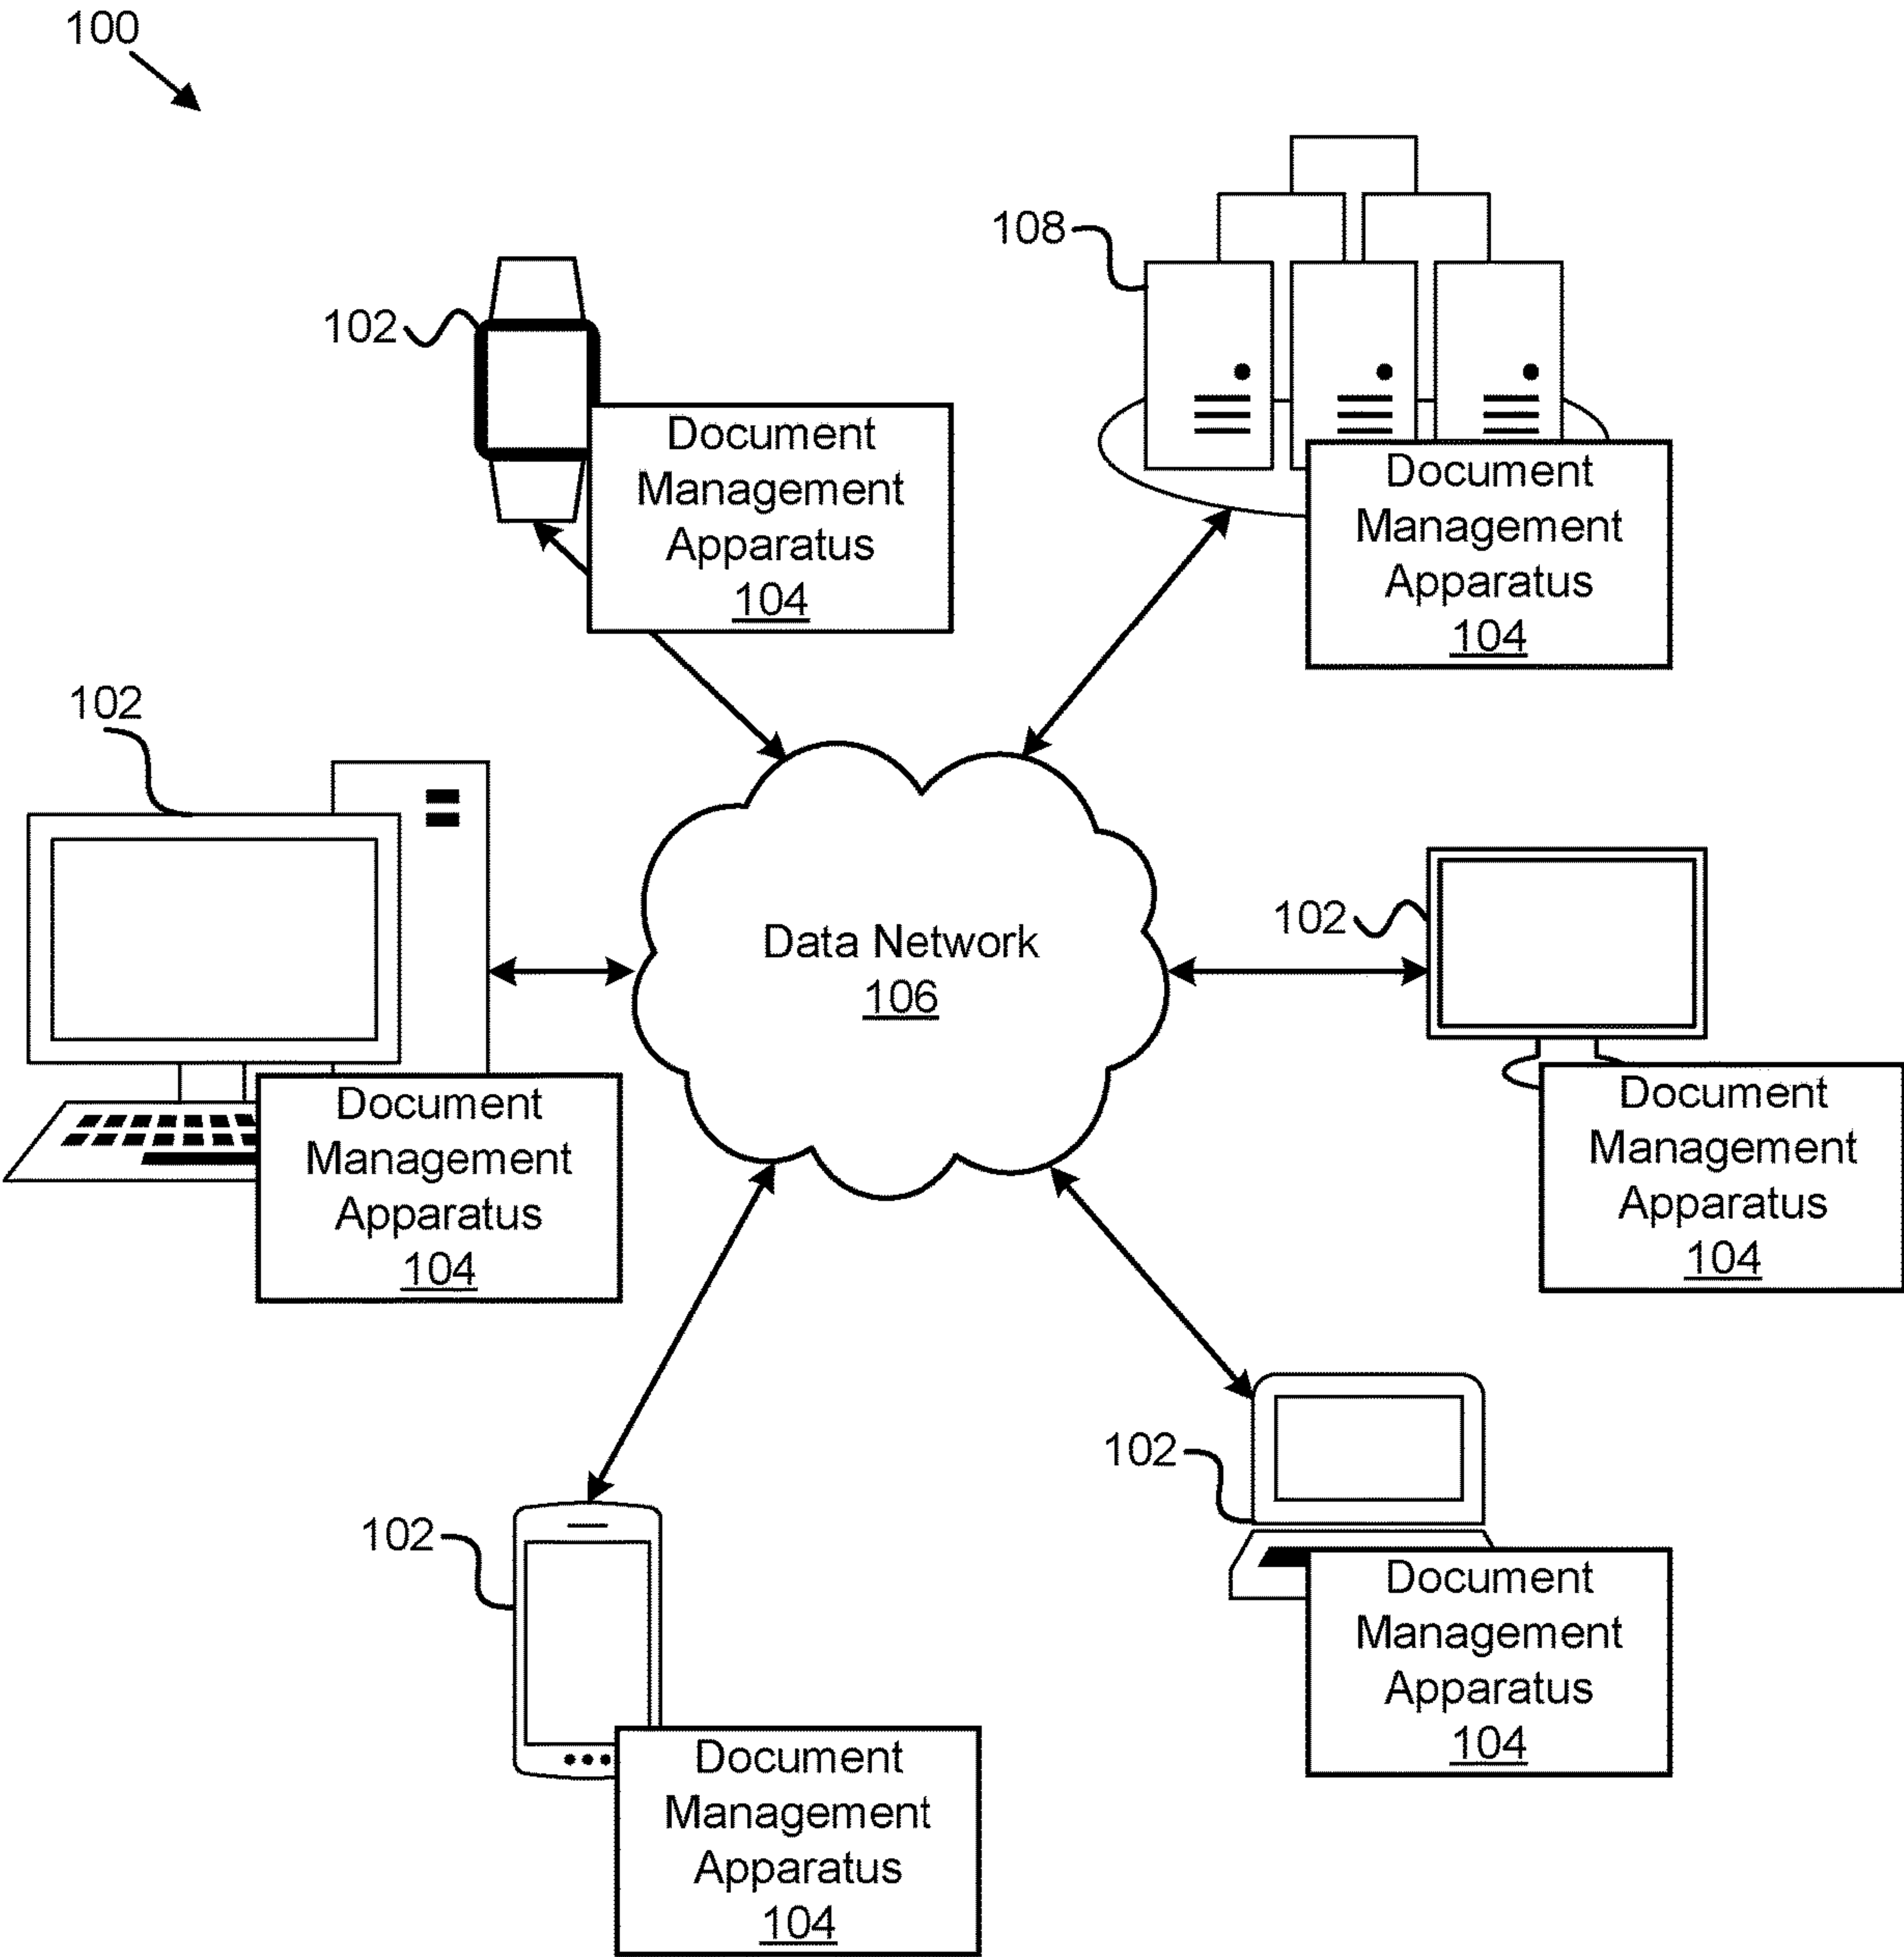 100
108
102
Document
Management
Apparatus
104
Document
Management
Apparatus
104
102
Data Network
106
102
Document
Management
Apparatus
104
Document
Management
Apparatus
104
102
Document
Management
Apparatus
104
102
Document
Management
Apparatus
104